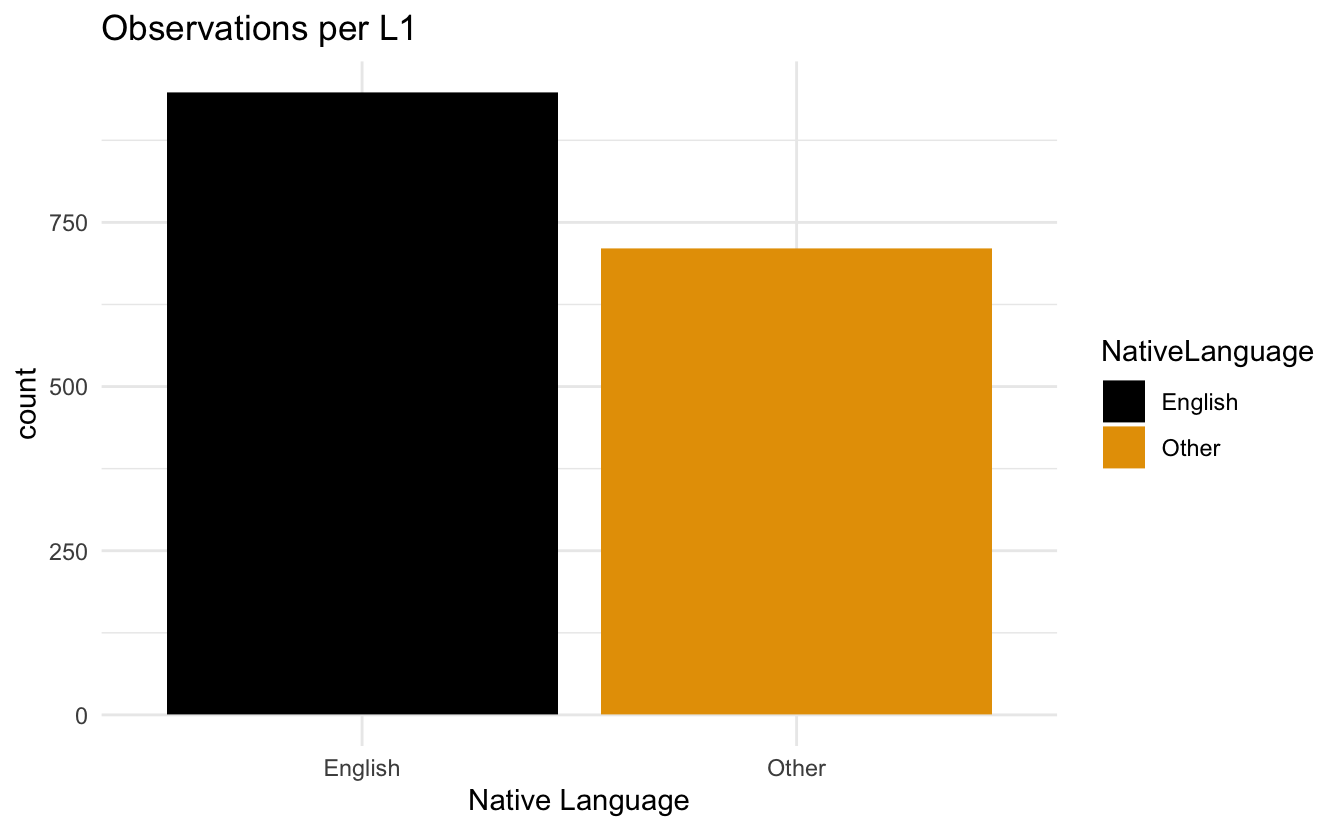 Observations per L1
count
750
500
250
0
English
Other
Native Language
NativeLanguage
English
Other